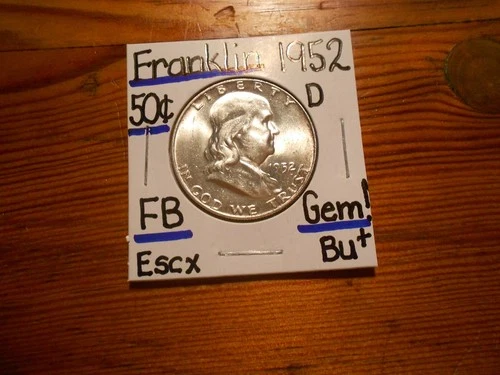 Franklin 1952
50¢
D
LIBERTY
1952
IN GOD WE TRUST
FB
Gem!
Escx
Bu+